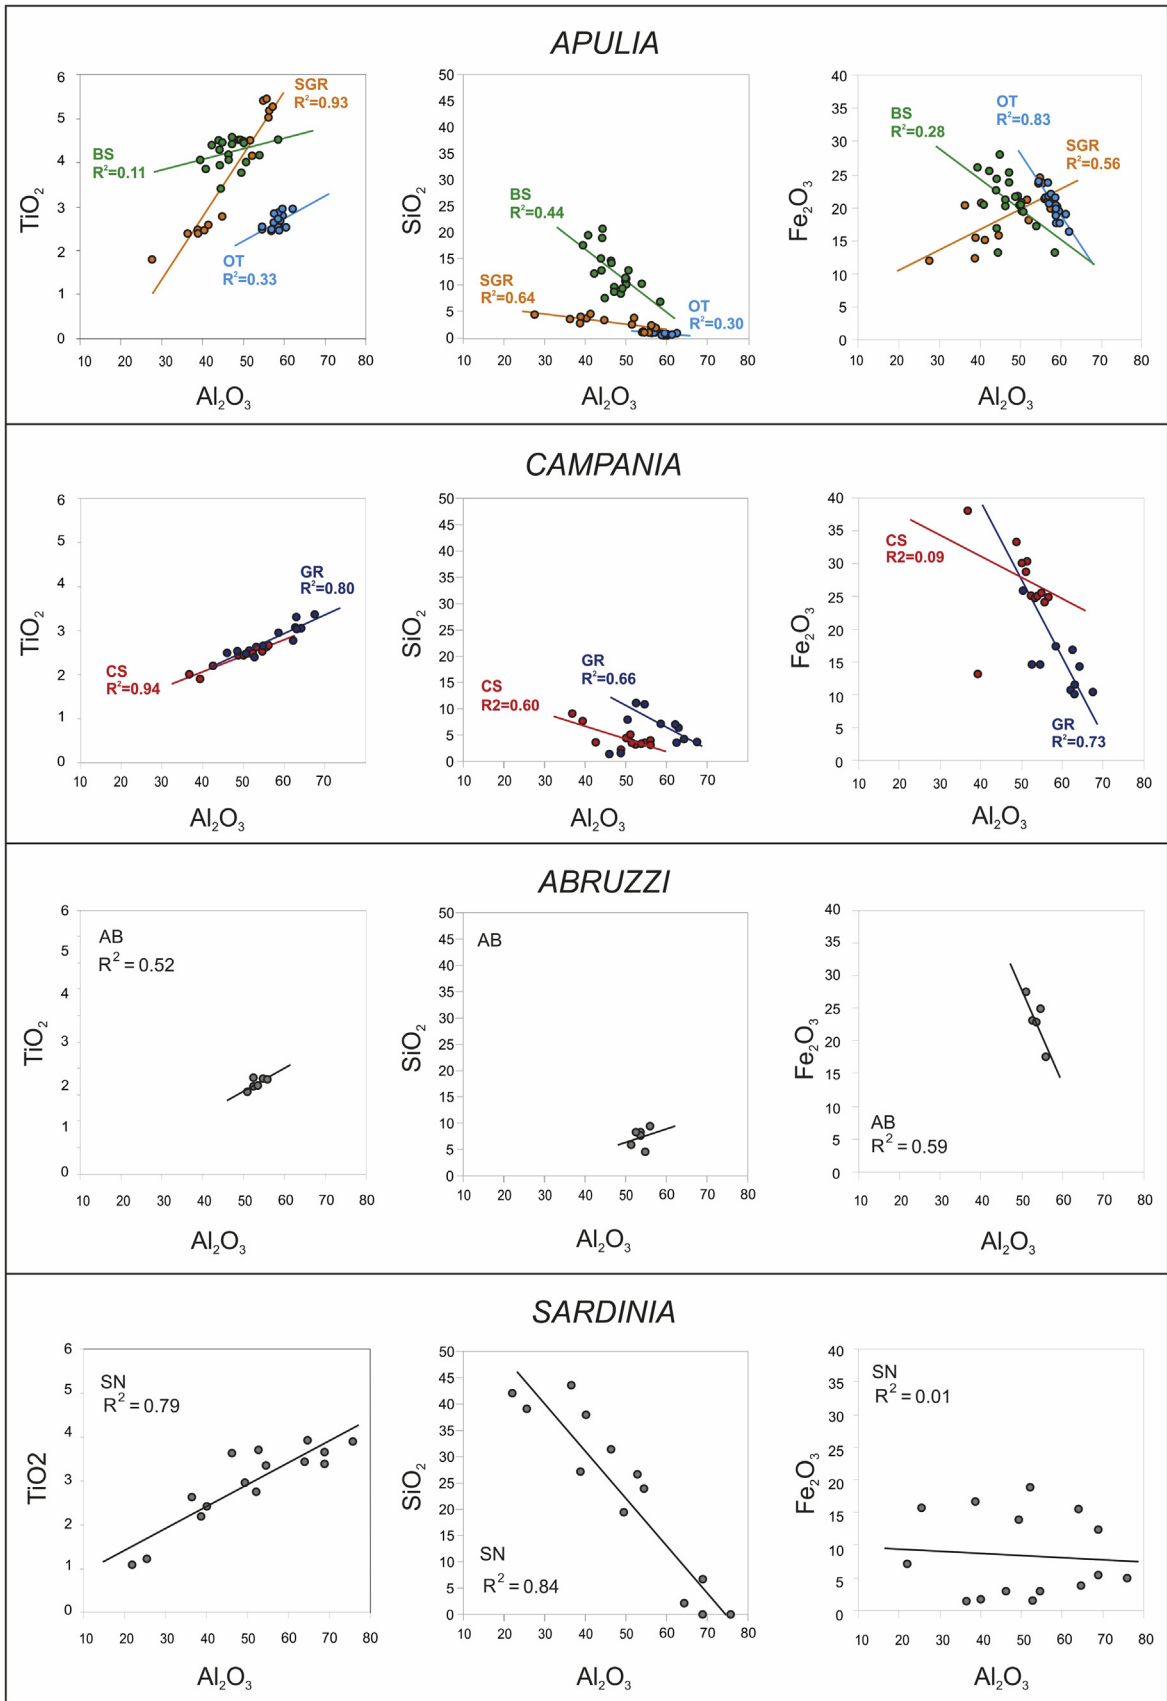 APULIA
TiO2
6
5
4
3
2
1
0
SGR
R²=0.93
BS
R²=0.11
OT
R²=0.33
10 20 30 40 50 60 70 80
Al2O3
SiO2
50
45
40
35
30
25
20
15
10
5
0
BS
R²=0.44
SGR
R²=0.64
OT
R²=0.30
10 20 30 40 50 60 70 80
Al2O3
Fe2O3
40
35
30
25
20
15
10
5
0
BS
R²=0.28
OT
R²=0.83
SGR
R²=0.56
10 20 30 40 50 60 70 80
Al2O3
CAMPANIA
TiO2
6
5
4
3
2
1
0
GR
R²=0.80
CS
R²=0.94
10 20 30 40 50 60 70 80
Al2O3
SiO2
50
45
40
35
30
25
20
15
10
5
0
GR
R²=0.66
CS
R2=0.60
10 20 30 40 50 60 70
Al2O3
Fe2O3
40
35
30
25
20
15
10
5
0
CS
R2=0.09
GR
R²=0.73
10 20 30 40 50 60 70 80
Al2O3
ABRUZZI
TiO2
6
5
4
3
2
1
0
AB
R² = 0.52
10 20 30 40 50 60 70 80
Al2O3
SiO2
50
45
40
35
30
25
20
15
10
5
0
AB
10 20 30 40 50 60 70 80
Al2O3
Fe2O3
40
35
30
25
20
15
10
5
0
AB
R² = 0.59
10 20 30 40 50 60 70 80
Al2O3
SARDINIA
TiO2
6
5
4
3
2
1
0
SN
R² = 0.79
10 20 30 40 50 60 70 80
Al2O3
SiO2
50
45
40
35
30
25
20
15
10
5
0
SN
R² = 0.84
10 20 30 40 50 60 70 80
Al2O3
Fe2O3
40
35
30
25
20
15
10
5
0
SN
R² = 0.01
10 20 30 40 50 60 70 80
Al2O3